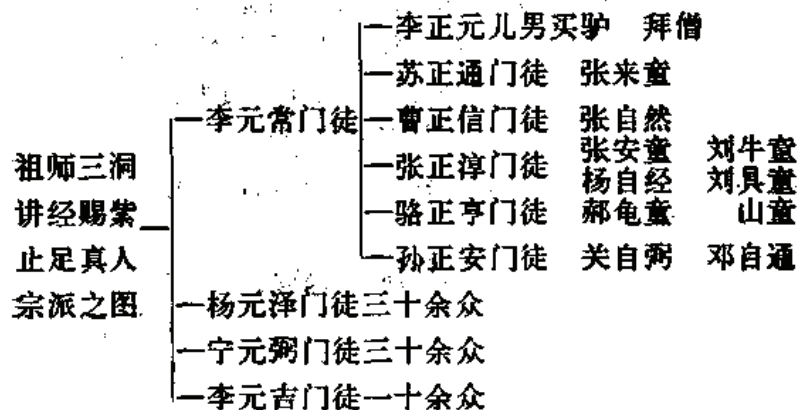 祖师三洞
讲经赐紫
止足真人
宗派之图
李元常门徒
李正元儿男买驴 拜僧
苏正通门徒 张来童
曹正信门徒 张自然
张正淳门徒 张安童 刘牛童
杨自经 刘具童
骆正亨门徒 郝龟童 山童
孙正安门徒 关自弼 邓自通
杨元泽门徒三十余众
宁元弼门徒三十余众
李元吉门徒一十余众